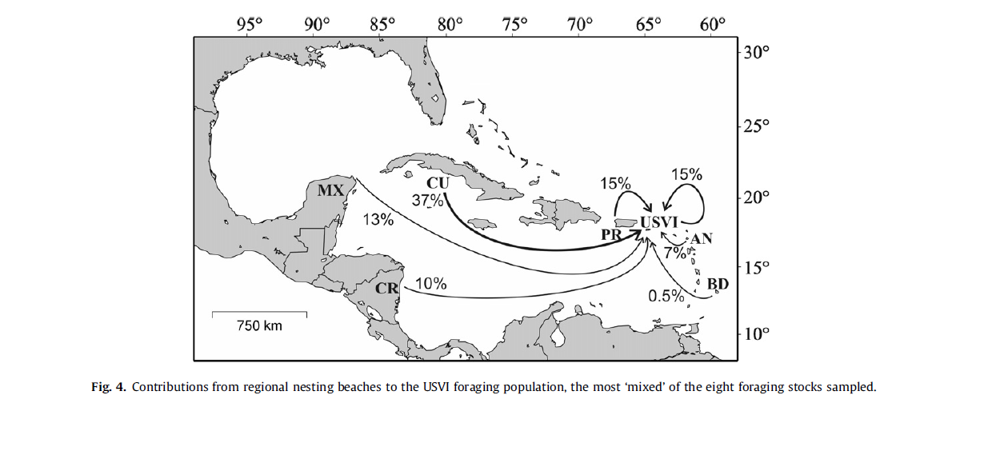 95° 90° 85° 80° 75° 70° 65° 60°
30°
25°
15%
15%
20°
CU
MX
37%
13%
USVI
PR
AN
7%
15°
CR
10%
BD
0.5%
750 km
10°
Fig. 4. Contributions from regional nesting beaches to the USVI foraging population, the most ‘mixed’ of the eight foraging stocks sampled.